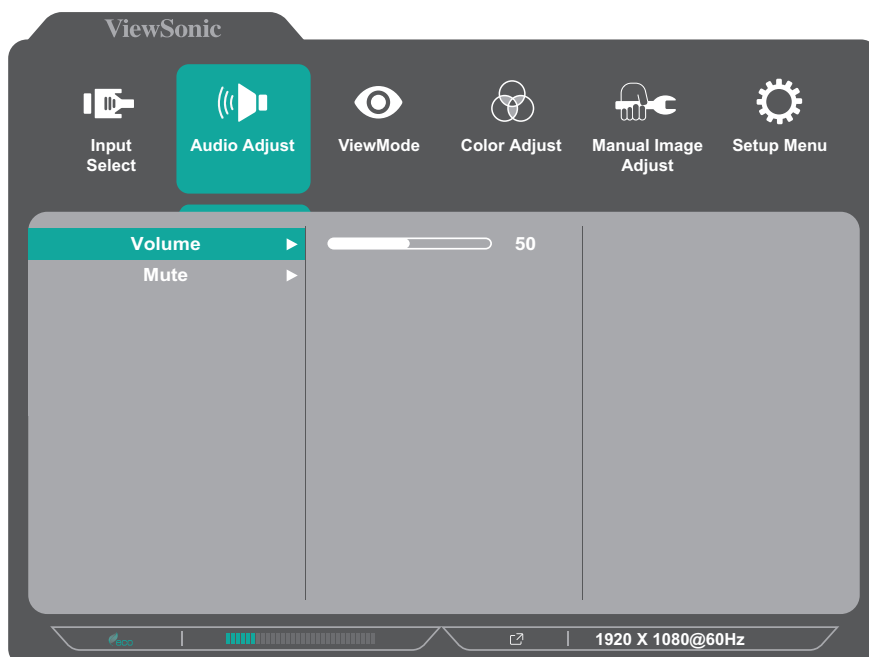 ViewSonic
Input
Select
Audio Adjust
ViewMode
Color Adjust
Manual Image
Adjust
Setup Menu
Volume
50
Mute
eco
1920 X 1080@60Hz